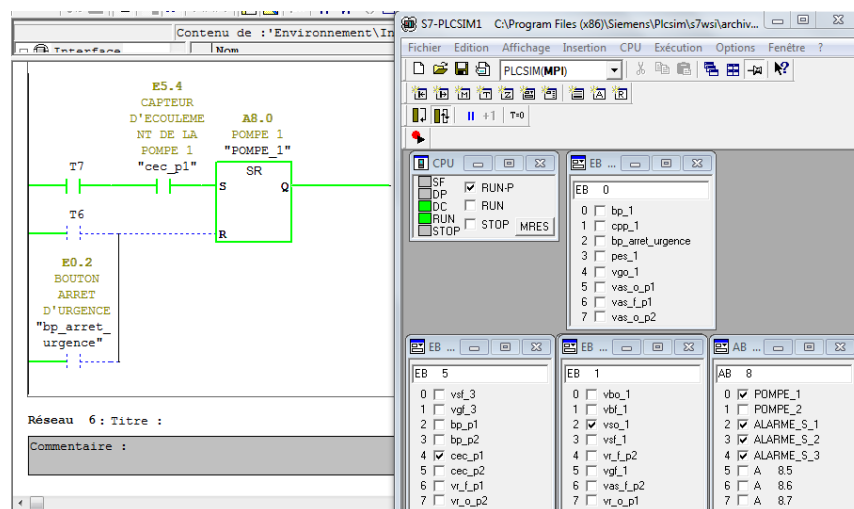 Contenu de :'Environnement\In
Interface
Nom
E5.4
CAPTEUR
D'ECOULEME
NT DE LA
POMPE 1
"cec_p1"
A8.0
POMPE 1
"POMPE_1"
T7
SR
S
Q
T6
R
E0.2
BOUTON
ARRET
D'URGENCE
"bp_arret_
urgence"
Réseau 6 : Titre :
Commentaire :
S7-PLCSIM1 C:\Program Files (x86)\Siemens\Plcsim\s7wsi\archiv...
Fichier Edition Affichage Insertion CPU Exécution Options Fenêtre ?
PLCSIM(MPI)
+1 T=0
CPU
SF
DP
DC
RUN
STOP
RUN-P
RUN
STOP MRES
EB ...
EB 0
0 bp_1
1 cpp_1
2 bp_arret_urgence
3 pes_1
4 vgo_1
5 vas_o_p1
6 vas_f_p1
7 vas_o_p2
EB ...
EB 5
0 vsf_3
1 vgf_3
2 bp_p1
3 bp_p2
4 cec_p1
5 cec_p2
6 vr_f_p1
7 vr_o_p2
EB ...
EB 1
0 vbo_1
1 vbf_1
2 vso_1
3 vsf_1
4 vr_f_p2
5 vgf_1
6 vas_f_p2
7 vr_o_p1
AB ...
AB 8
0 POMPE_1
1 POMPE_2
2 ALARME_S_1
3 ALARME_S_2
4 ALARME_S_3
5 A 8.5
6 A 8.6
7 A 8.7